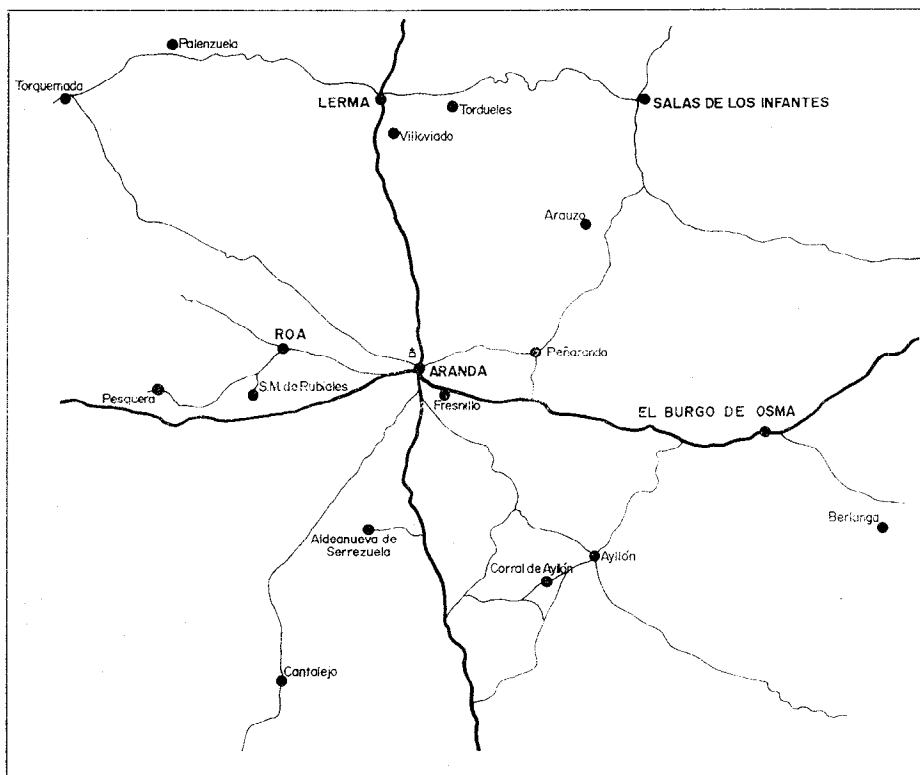 Palenzuela
Torquemada
LERMA
Tordueles
SALAS DE LOS INFANTES
Villoviado
Arauzo
ROA
Peñaranda
ARANDA
S.M. de Rubiales
Pesquera
Fresnillo
EL BURGO DE OSMA
Berlanga
Aldeanueva de
Serrezuela
Ayllón
Corral de Ayllón
Cantalejo